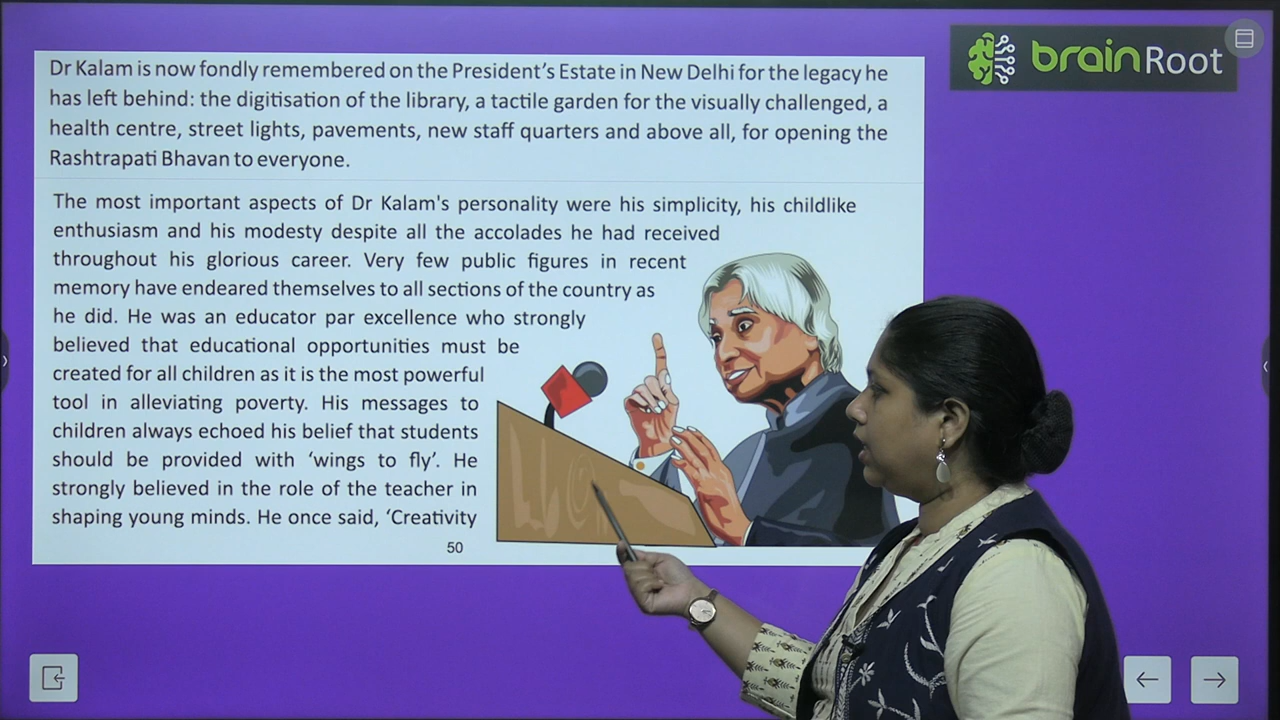 brainRoot
Dr Kalam is now fondly remembered on the President's Estate in New Delhi for the legacy he
has left behind: the digitisation of the library, a tactile garden for the visually challenged, a
health centre, street lights, pavements, new staff quarters and above all, for opening the
Rashtrapati Bhavan to everyone.
The most important aspects of Dr Kalam's personality were his simplicity, his childlike
enthusiasm and his modesty despite all the accolades he had received
throughout his glorious career. Very few public figures in recent
memory have endeared themselves to all sections of the country as
he did. He was an educator par excellence who strongly
believed that educational opportunities must be
created for all children as it is the most powerful
tool in alleviating poverty. His messages to
children always echoed his belief that students
should be provided with 'wings to fly'. He
strongly believed in the role of the teacher in
shaping young minds. He once said, 'Creativity
50